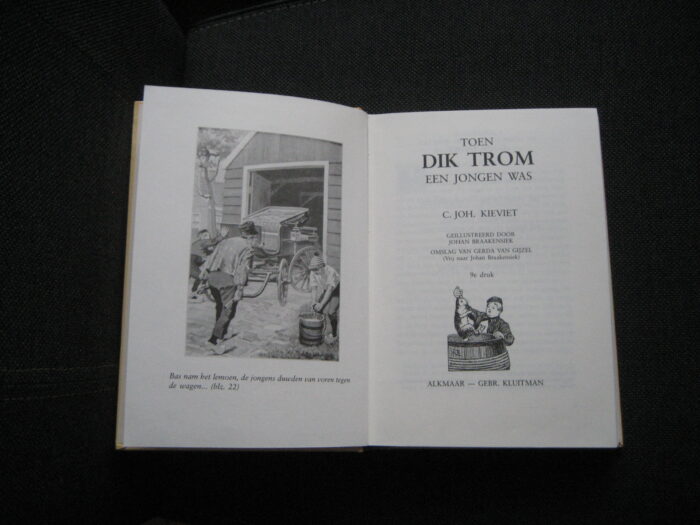 Bas nam het lemoen, de jongens duwden van voren tegen
de wagen... (blz. 22)
TOEN
DIK TROM
EEN JONGEN WAS
C. JOH. KIEVIET
GEILLUSTREERD DOOR
JOHAN BRAAKENSIEK
OMSLAG VAN GERDA VAN GIJZEL
(Vrij naar Johan Braakensiek)
9e druk
ALKMAAR — GEBR. KLUITMAN